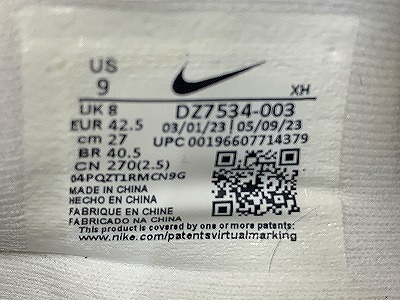 US
9
XH
UK 8
DZ7534-003
EUR 42.5
03/01/23 | 05/09/23
cm 27
UPC 00196607714379
BR 40.5
CN 270(2.5)
04PQZT1RMCN9G
MADE IN CHINA
HECHO EN CHINA
FABRIQUE EN CHINE
FABRICADO NA CHINA
This product is covered by one or more patents:
www.nike.com/patentsvirtualmarking